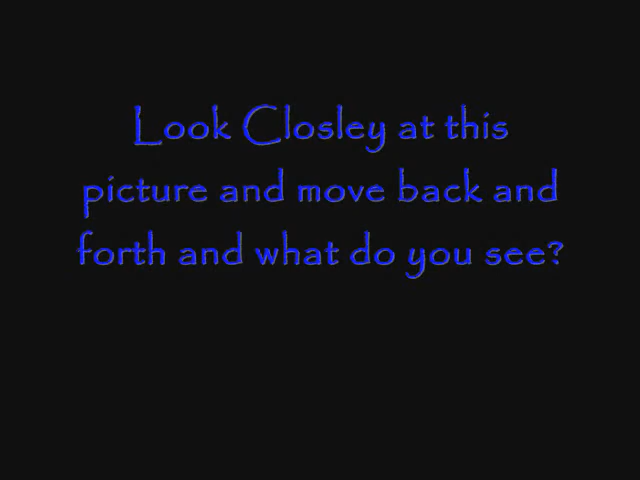 Look Closley at this
picture and move back and
forth and what do you see?